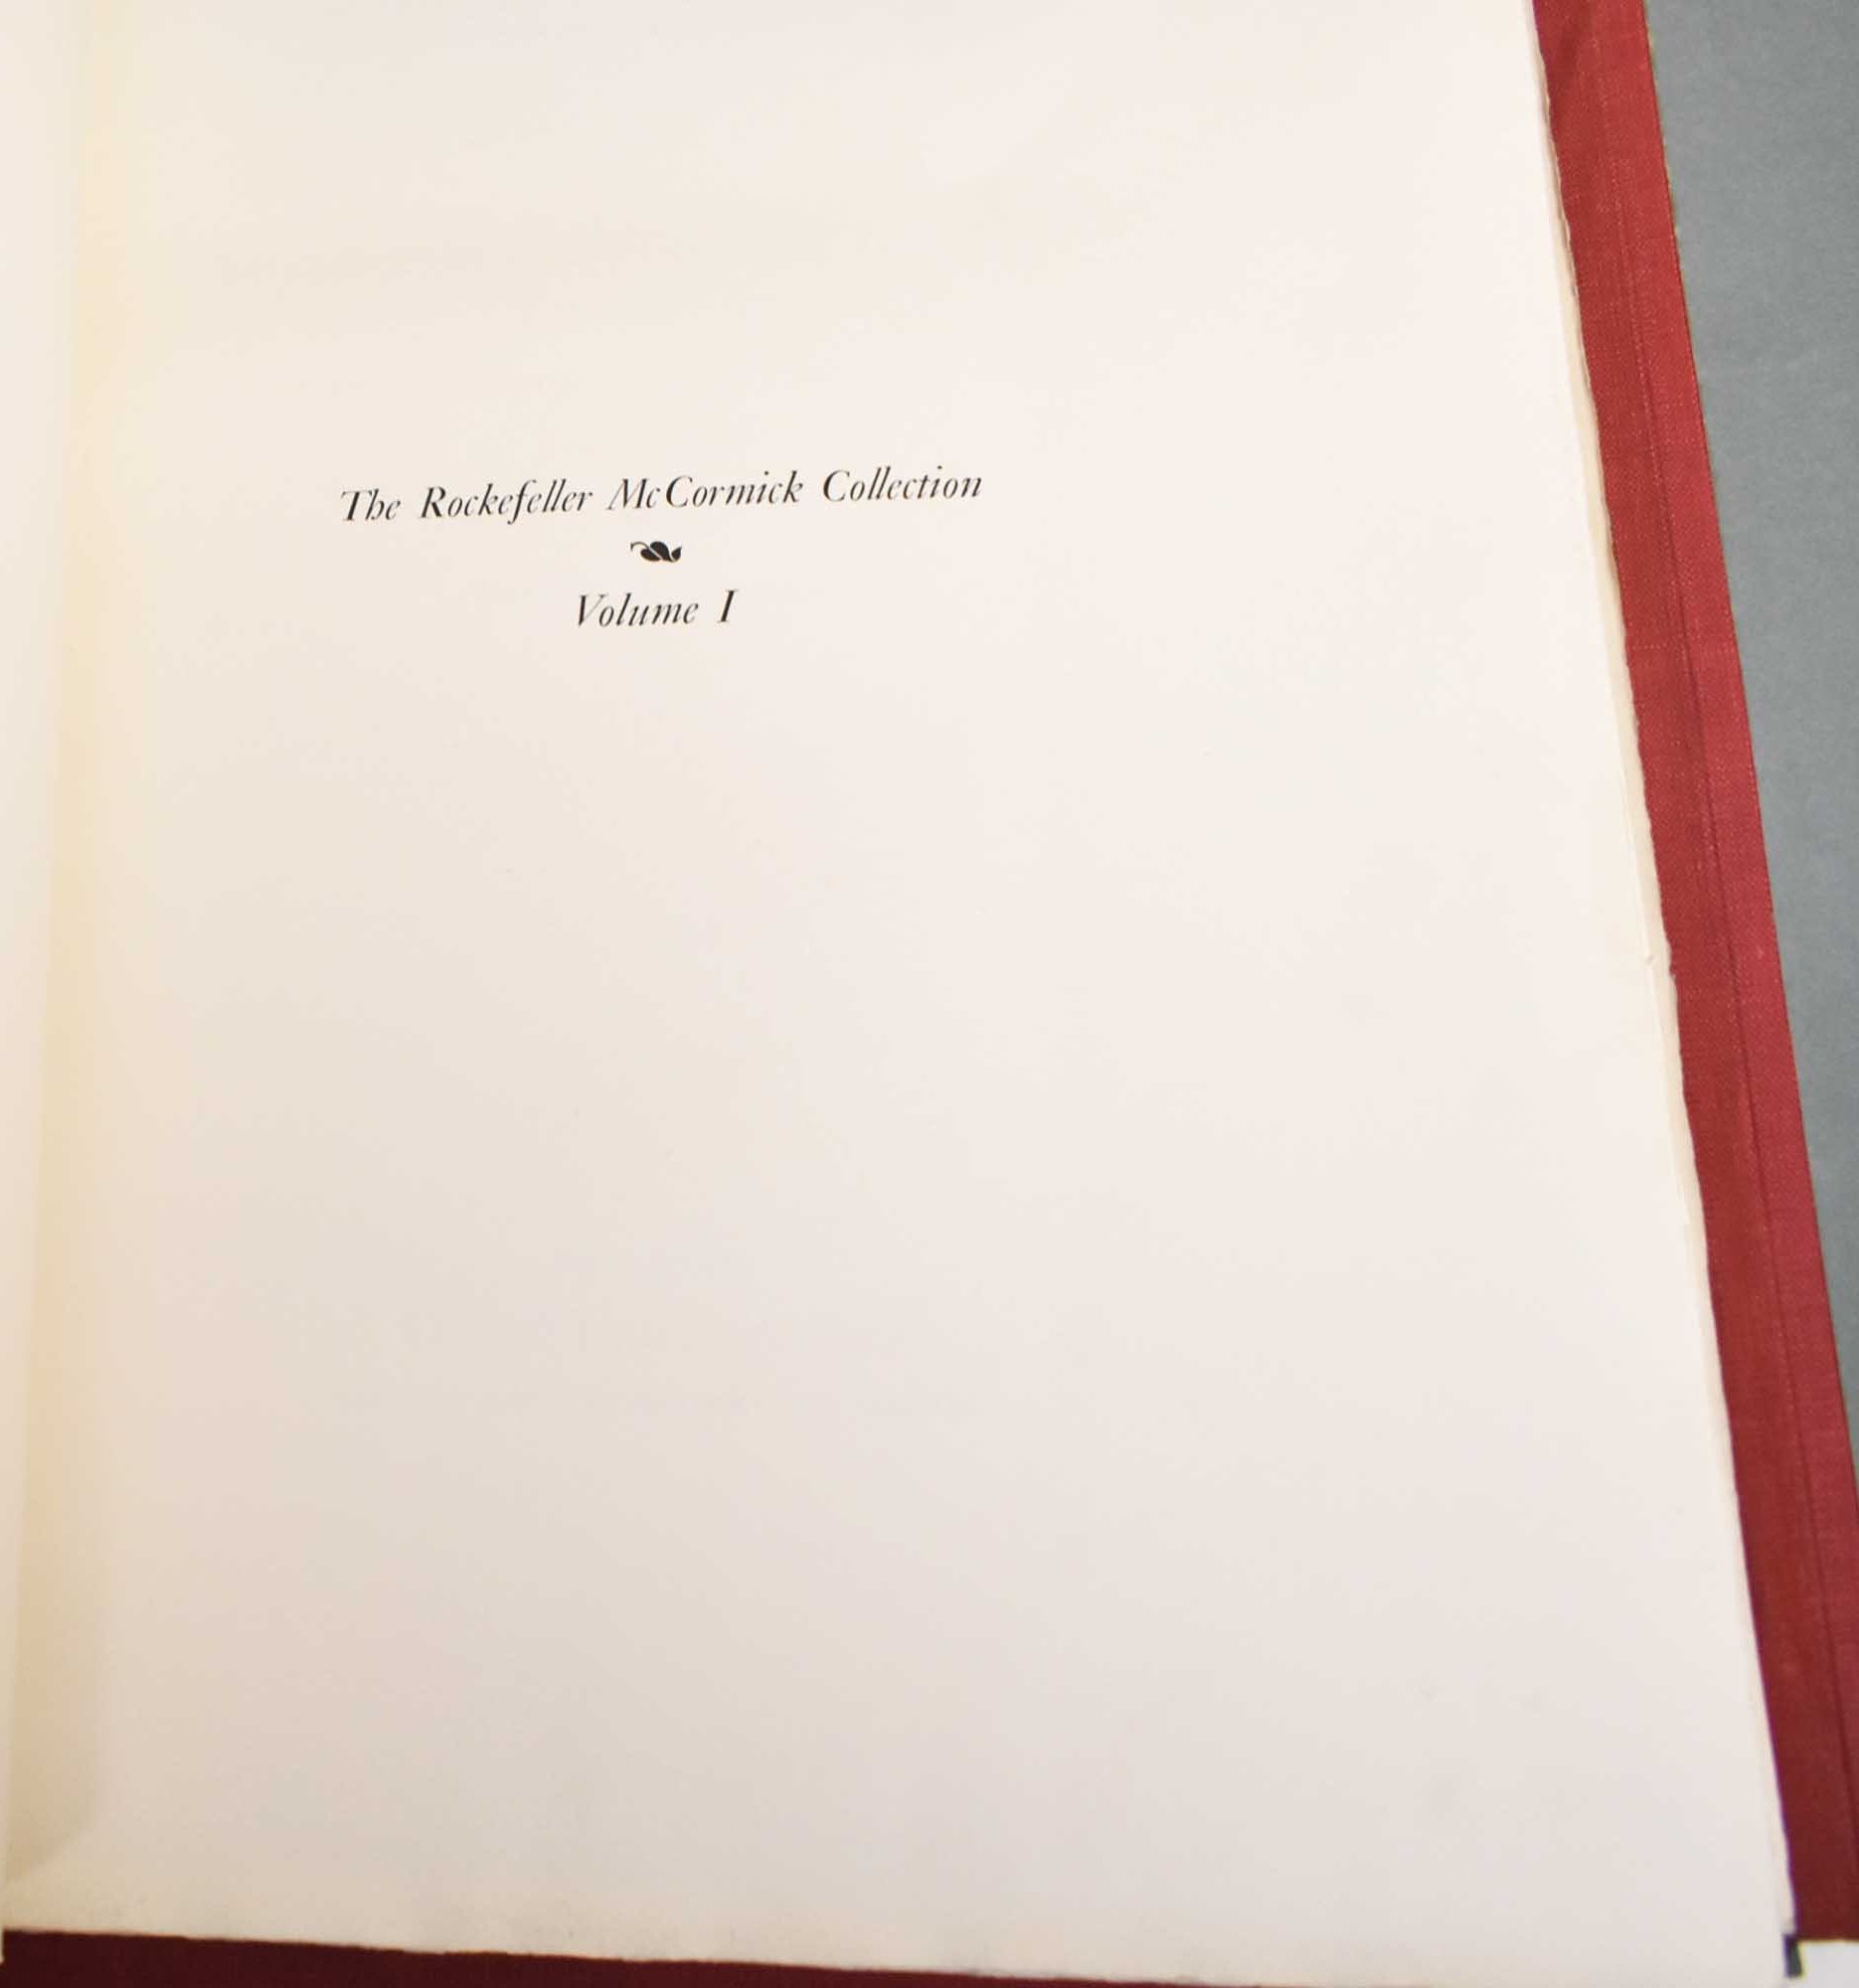 The Rockefeller McCormick Collection
Volume I